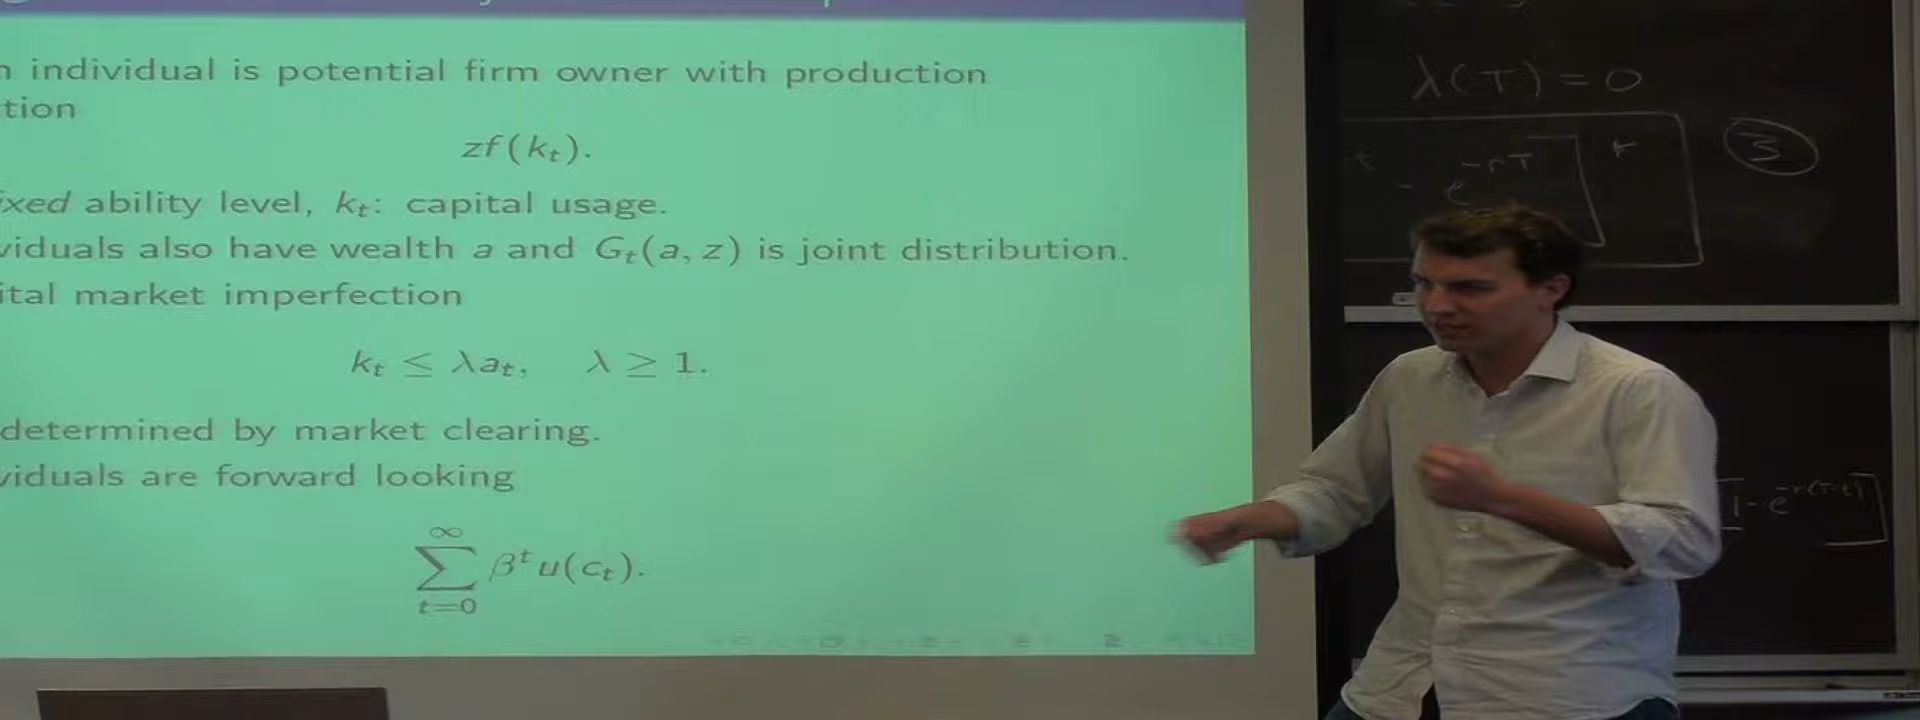 n individual is potential firm owner with production
tion
zf(kₜ).
ixed ability level, kₜ: capital usage.
viduals also have wealth a and Gₜ(a, z) is joint distribution.
ital market imperfection
kₜ ≤ λaₜ, λ ≥ 1.
determined by market clearing.
viduals are forward looking
∞
∑ βᵗu(cₜ).
t=0
λ(T) = 0
- e^{-rT} ] r
3
[1 - e^{-r(T-t)}]